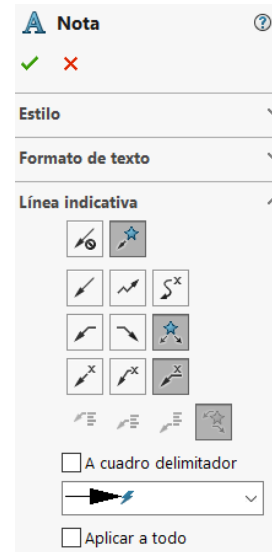 Nota
Estilo
Formato de texto
Línea indicativa
A cuadro delimitador
Aplicar a todo